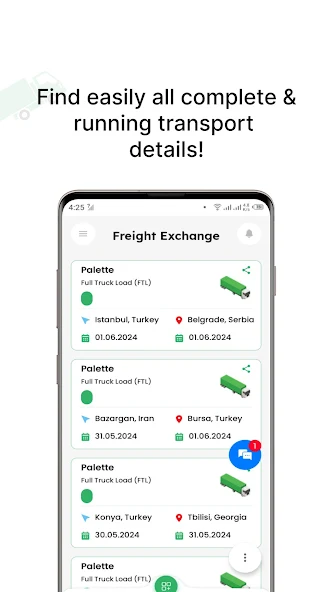 Find easily all complete &
running transport
details!
4:25
Freight Exchange
Palette
Full Truck Load (FTL)
Istanbul, Turkey Belgrade, Serbia
01.06.2024 01.06.2024
Palette
Full Truck Load (FTL)
Bazargan, Iran Bursa, Turkey
31.05.2024 01.06.2024
1
Palette
Full Truck Load (FTL)
Konya, Turkey Tbilisi, Georgia
30.05.2024 31.05.2024
Palette
Full Truck Load (FTL)